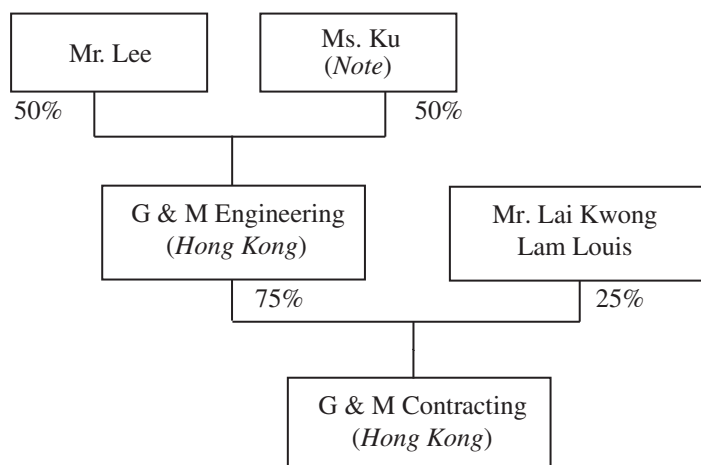 Mr. Lee
Ms. Ku
(Note)
50%
50%
G & M Engineering
(Hong Kong)
Mr. Lai Kwong
Lam Louis
75%
25%
G & M Contracting
(Hong Kong)